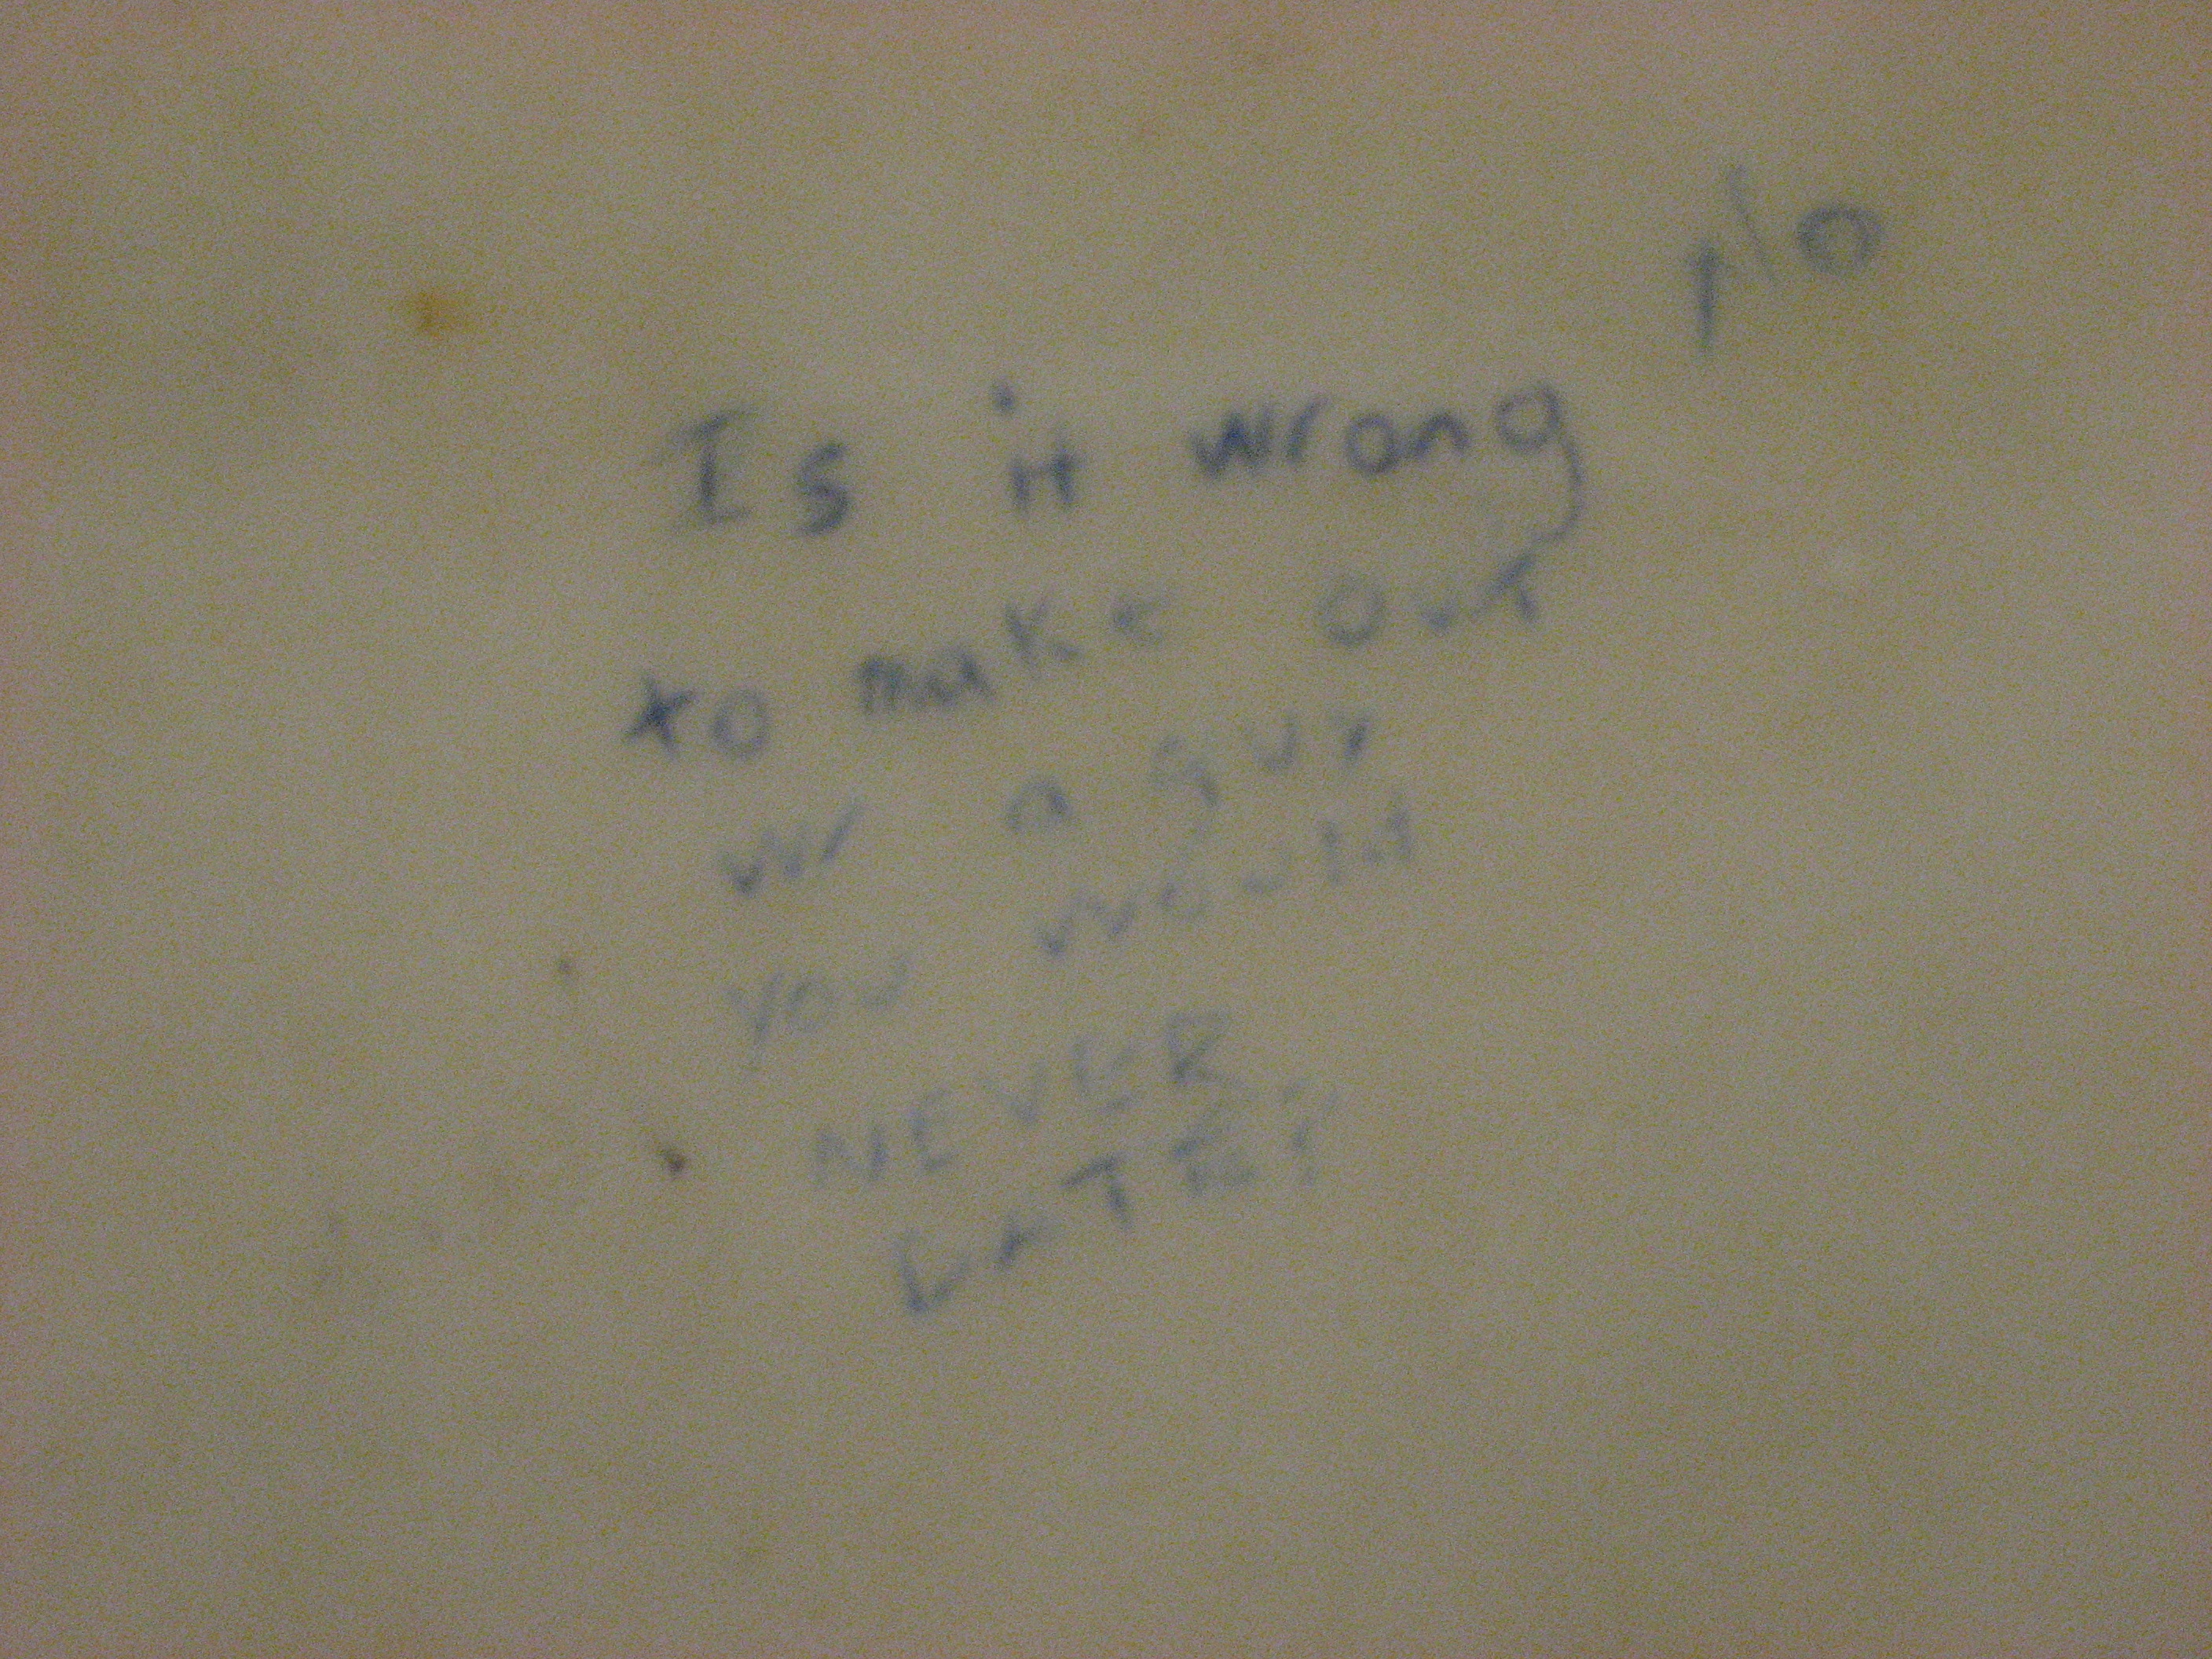 No
Is it wrong
to make out
w/ a guy
you would
NEVER
DATE?